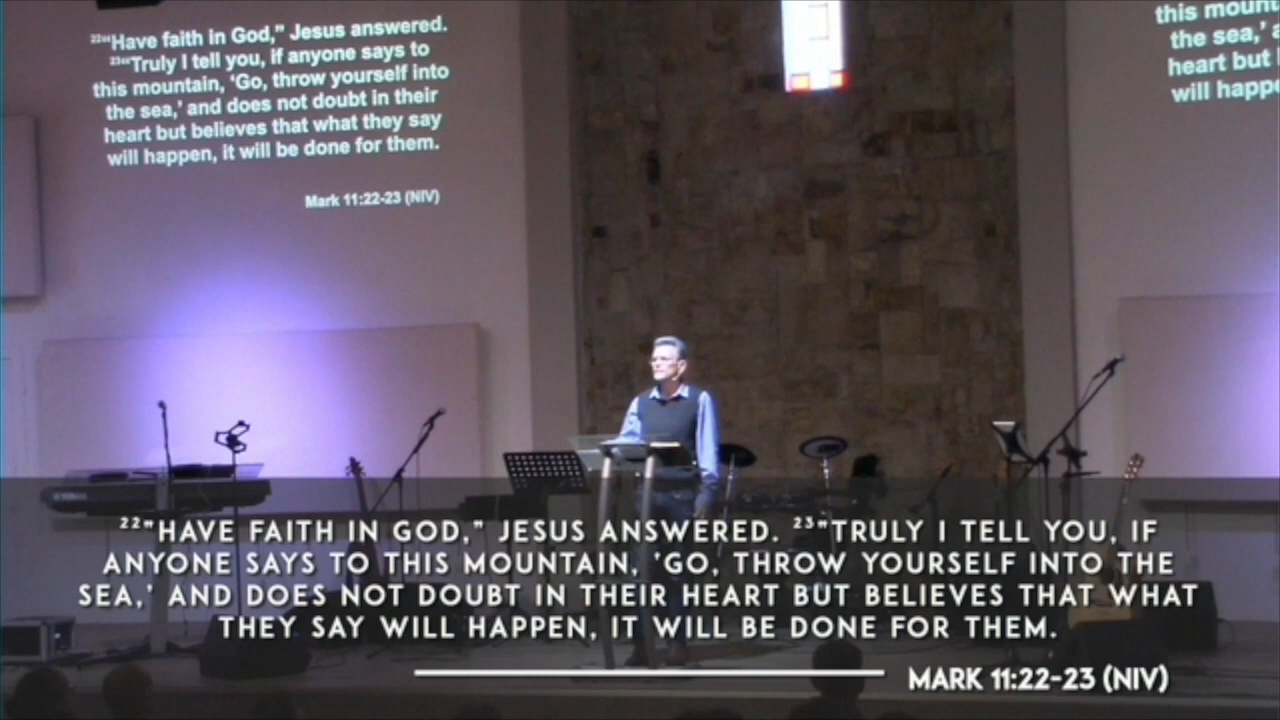 22"Have faith in God," Jesus answered.
23"Truly I tell you, if anyone says to
this mountain, 'Go, throw yourself into
the sea,' and does not doubt in their
heart but believes that what they say
will happen, it will be done for them.
Mark 11:22-23 (NIV)
this
the sea,'
heart but
will
22"HAVE FAITH IN GOD," JESUS ANSWERED. 23"TRULY I TELL YOU, IF
ANYONE SAYS TO THIS MOUNTAIN, 'GO, THROW YOURSELF INTO THE
SEA,' AND DOES NOT DOUBT IN THEIR HEART BUT BELIEVES THAT WHAT
THEY SAY WILL HAPPEN, IT WILL BE DONE FOR THEM.
MARK 11:22-23 (NIV)